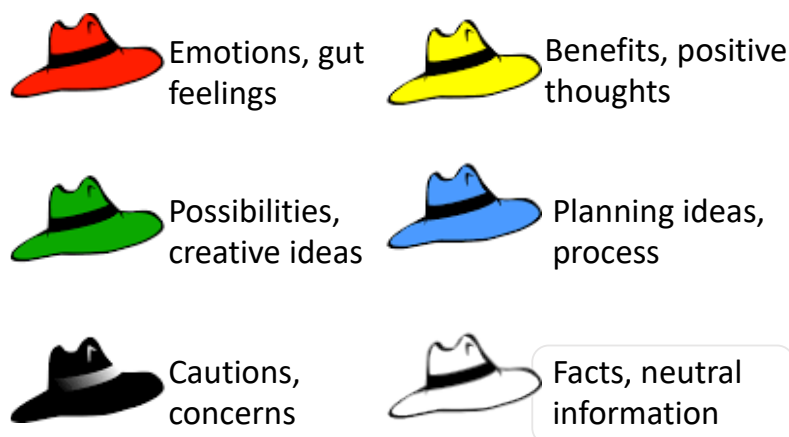 Emotions, gut
feelings
Benefits, positive
thoughts
Possibilities,
creative ideas
Planning ideas,
process
Cautions,
concerns
Facts, neutral
information